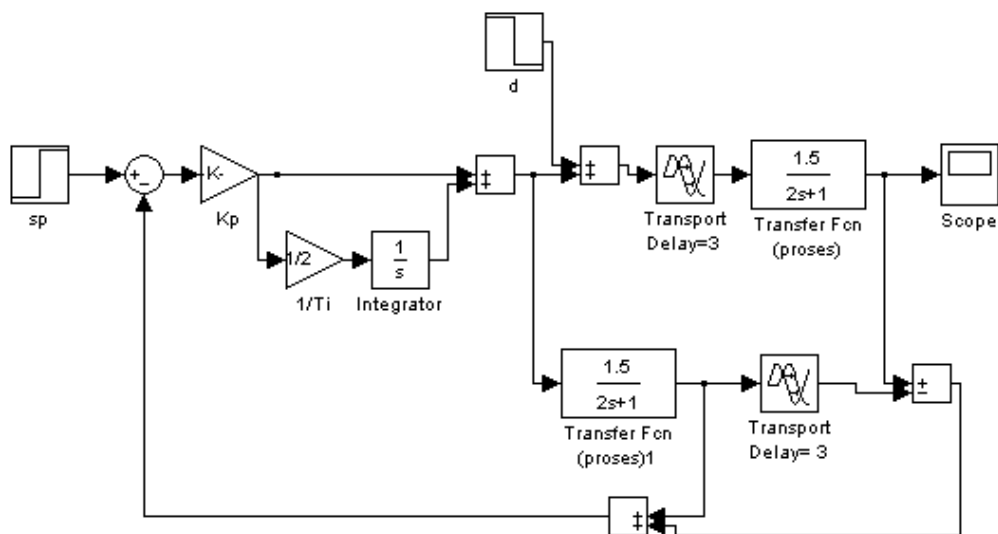 d
sp
+
−
K-
Kp
1/2
1/Ti
1
s
Integrator
+
+
+
+
Transport
Delay=3
1.5
2s+1
Transfer Fcn
(proses)
Scope
1.5
2s+1
Transfer Fcn
(proses)1
Transport
Delay= 3
+
−
+
+